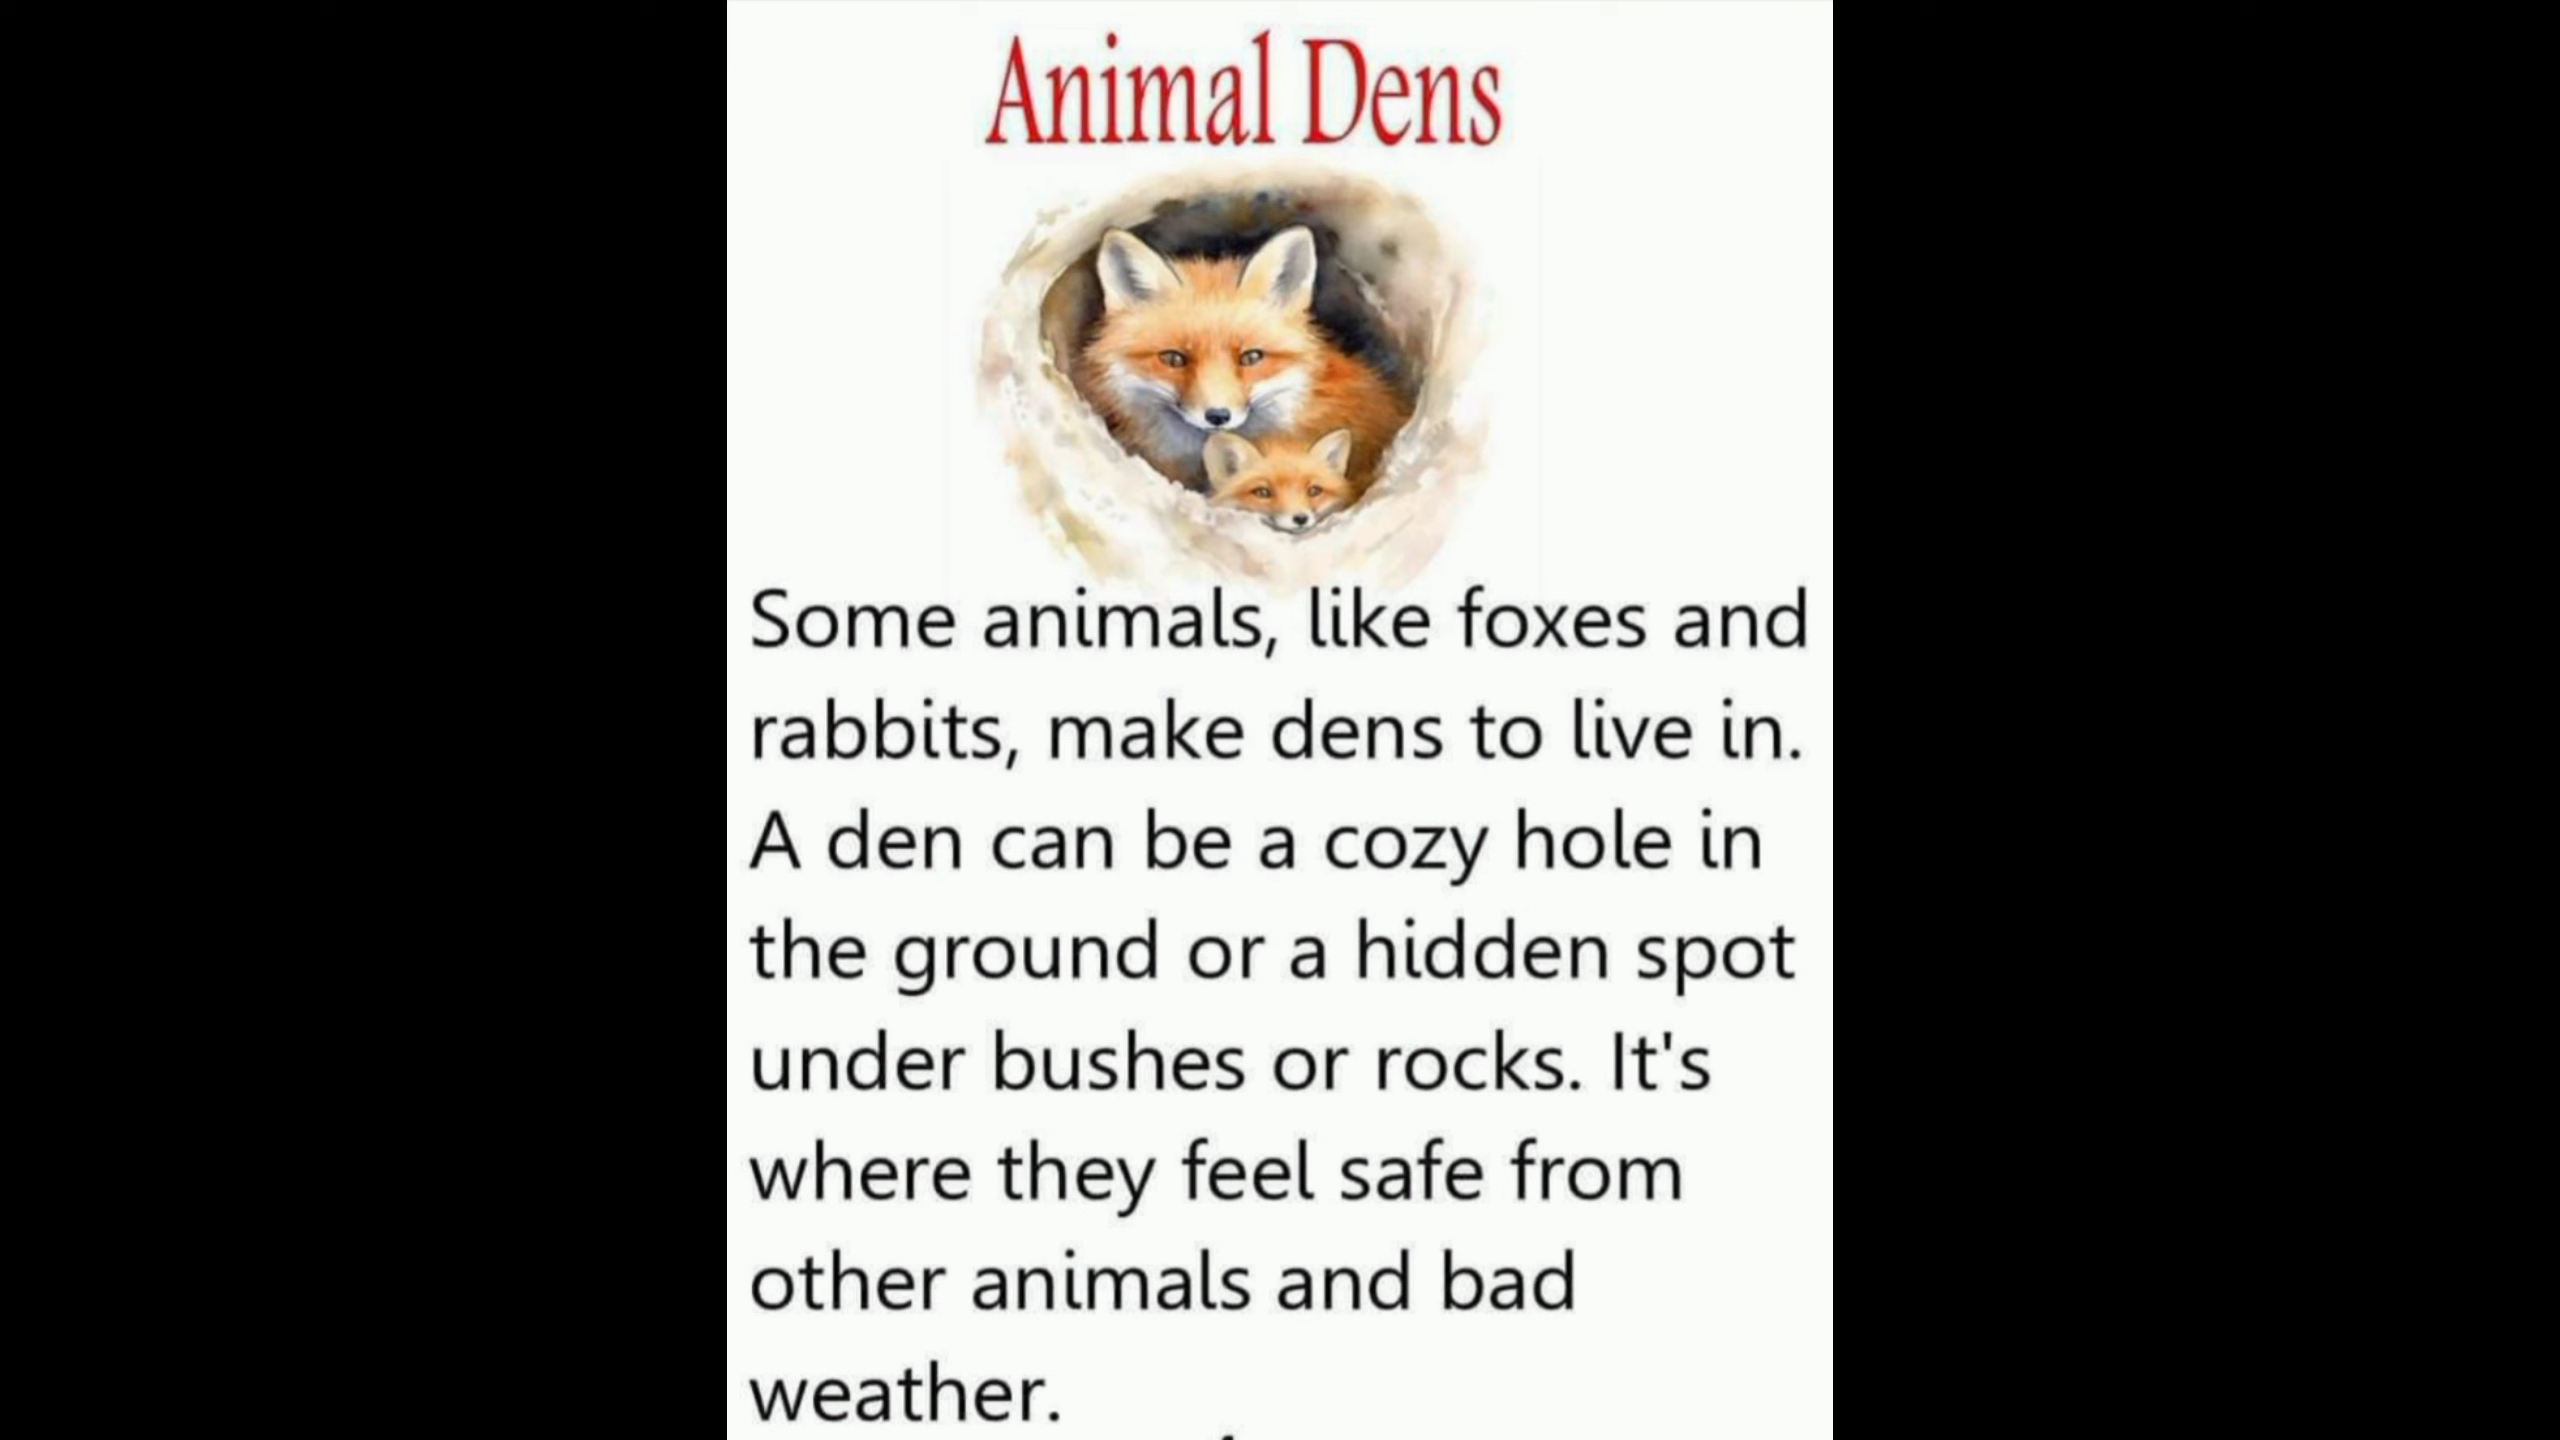 Animal Dens
Some animals, like foxes and
rabbits, make dens to live in.
A den can be a cozy hole in
the ground or a hidden spot
under bushes or rocks. It's
where they feel safe from
other animals and bad
weather.